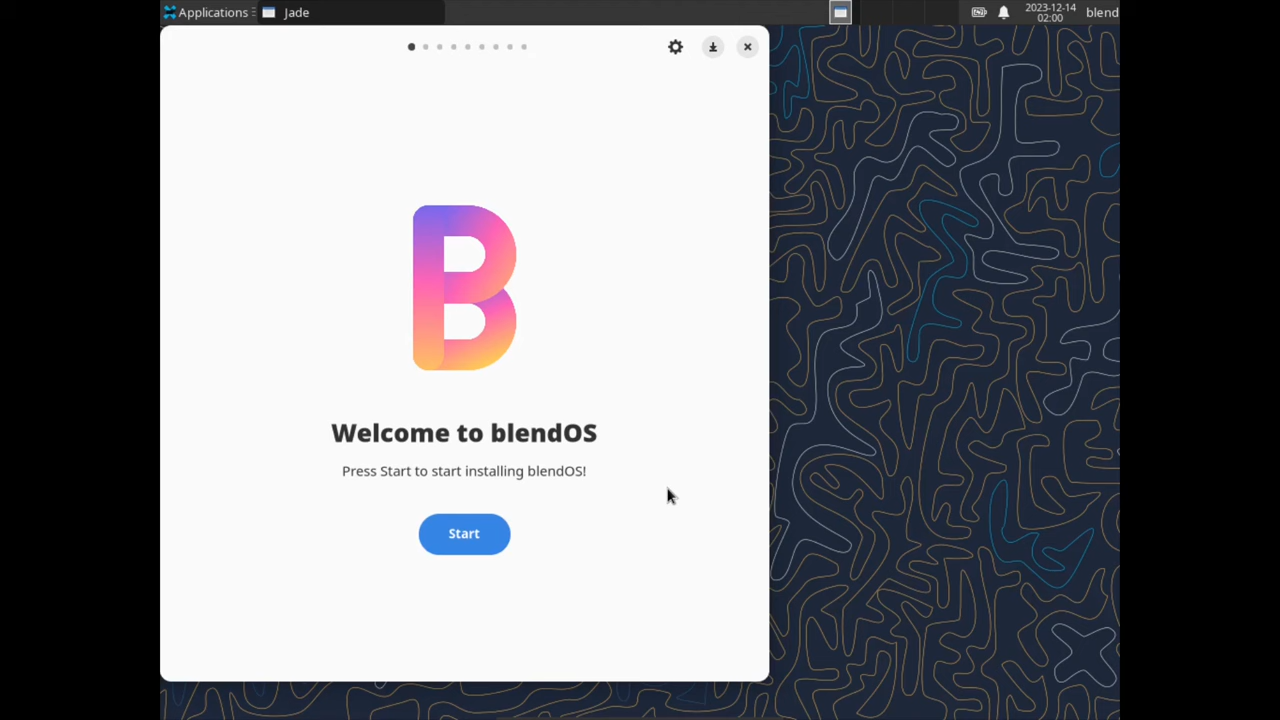 Applications
Jade
2023-12-14
02:00
blend
B
Welcome to blendOS
Press Start to start installing blendOS!
Start